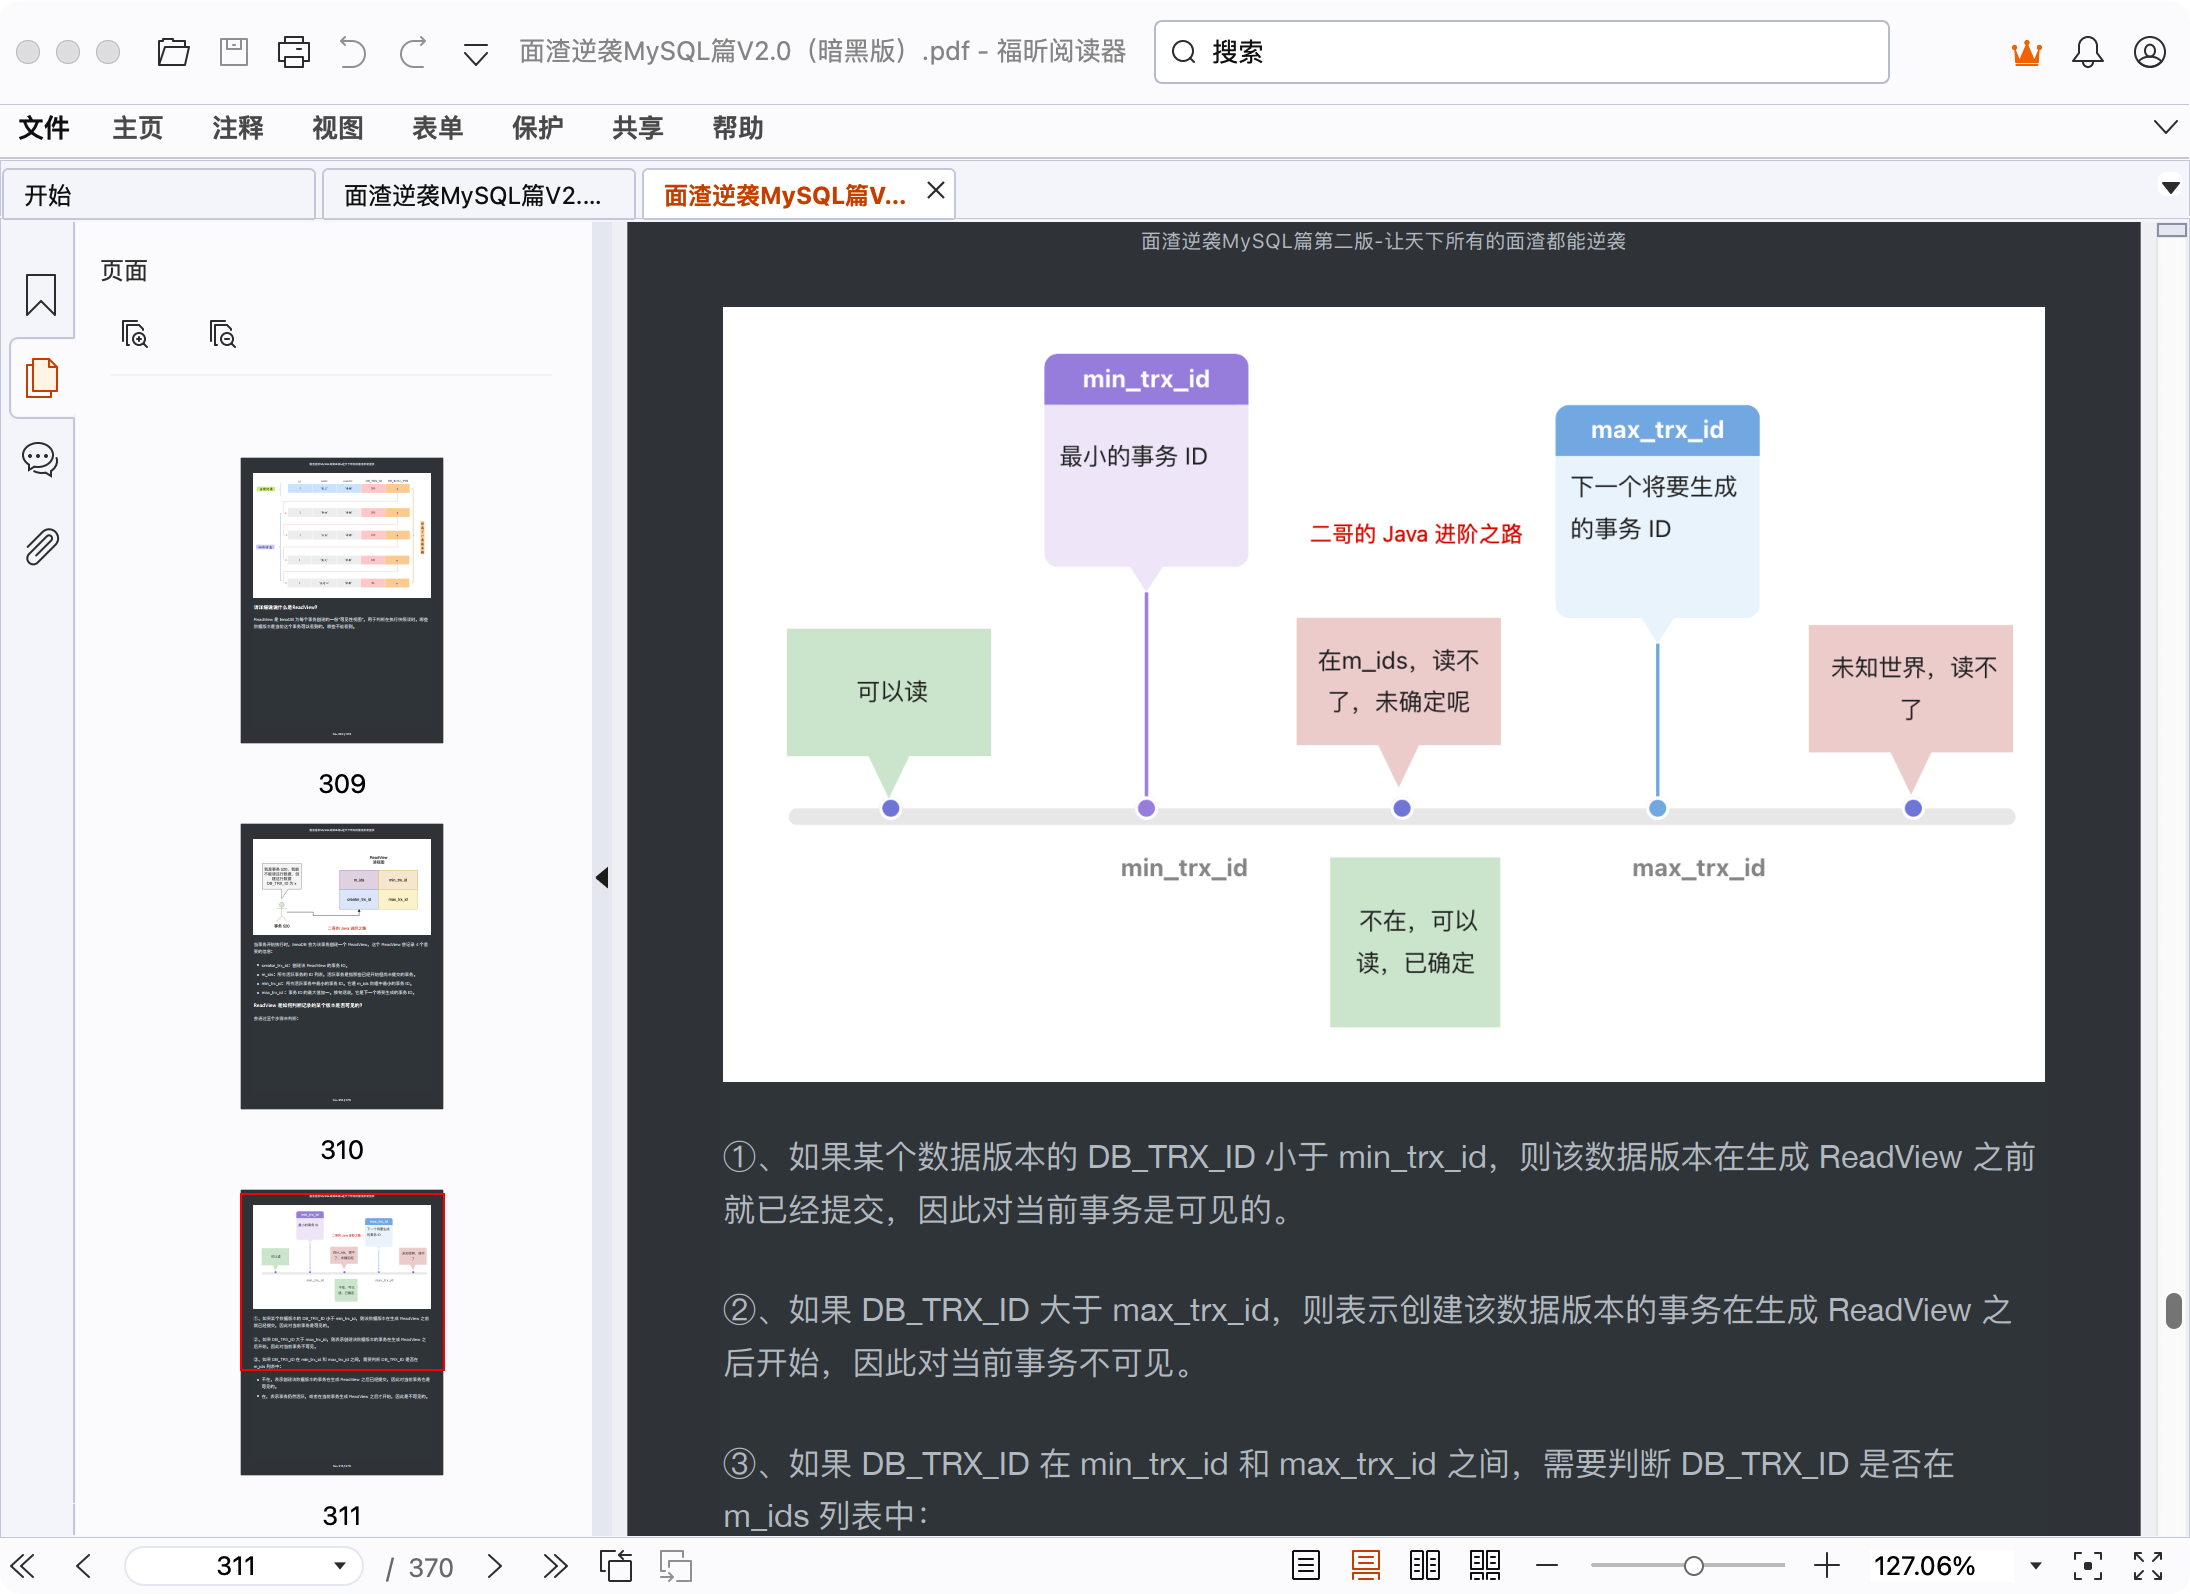 面渣逆袭MySQL篇V2.0（暗黑版）.pdf - 福昕阅读器
搜索
文件 主页 注释 视图 表单 保护 共享 帮助
开始
面渣逆袭MySQL篇V2....
面渣逆袭MySQL篇V...
页面
309
310
311
面渣逆袭MySQL篇第二版-让天下所有的面渣都能逆袭
min_trx_id
最小的事务 ID
max_trx_id
下一个将要生成
的事务 ID
二哥的 Java 进阶之路
可以读
在m_ids，读不
了，未确定呢
未知世界，读不
了
min_trx_id
max_trx_id
不在，可以
读，已确定
①、如果某个数据版本的 DB_TRX_ID 小于 min_trx_id，则该数据版本在生成 ReadView 之前
就已经提交，因此对当前事务是可见的。
②、如果 DB_TRX_ID 大于 max_trx_id，则表示创建该数据版本的事务在生成 ReadView 之
后开始，因此对当前事务不可见。
③、如果 DB_TRX_ID 在 min_trx_id 和 max_trx_id 之间，需要判断 DB_TRX_ID 是否在
m_ids 列表中：
311 / 370
127.06%